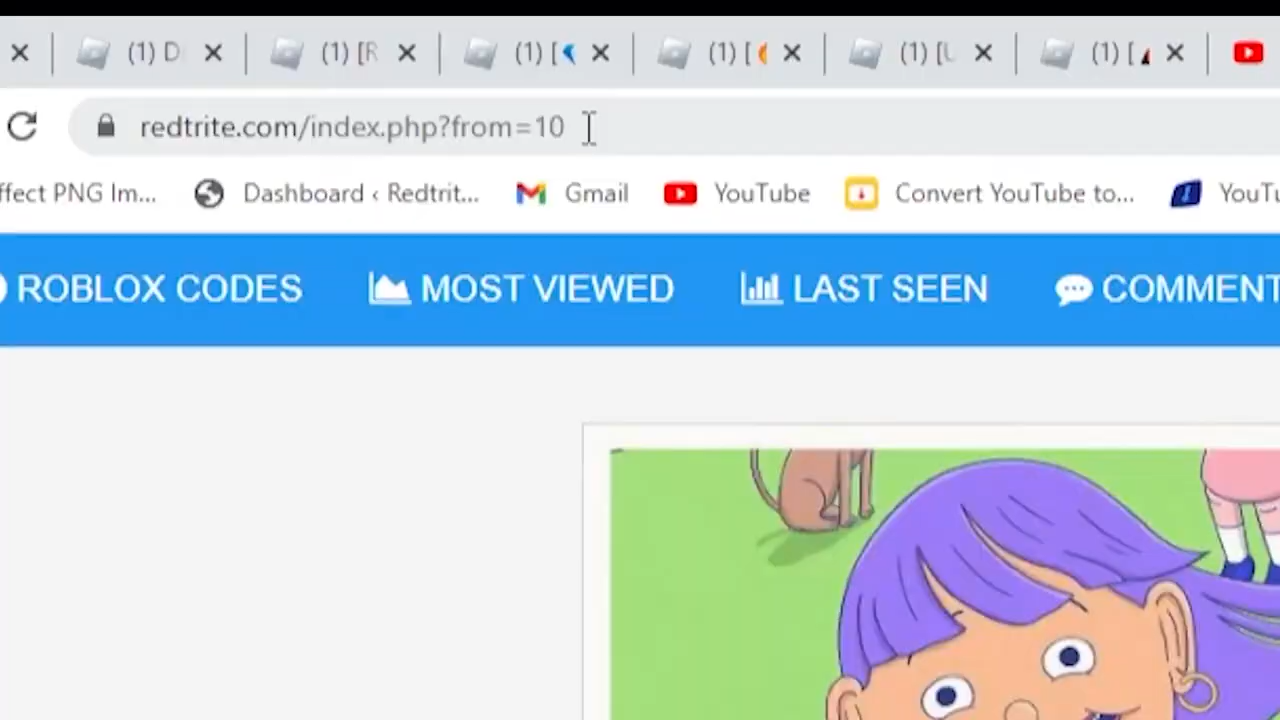 (1) D (1) [R (1) [ (1) [ (1) [U (1) [
redtrite.com/index.php?from=10
ffect PNG Im... Dashboard ‹ Redtrit... Gmail YouTube Convert YouTube to... YouTu
ROBLOX CODES MOST VIEWED LAST SEEN COMMENT